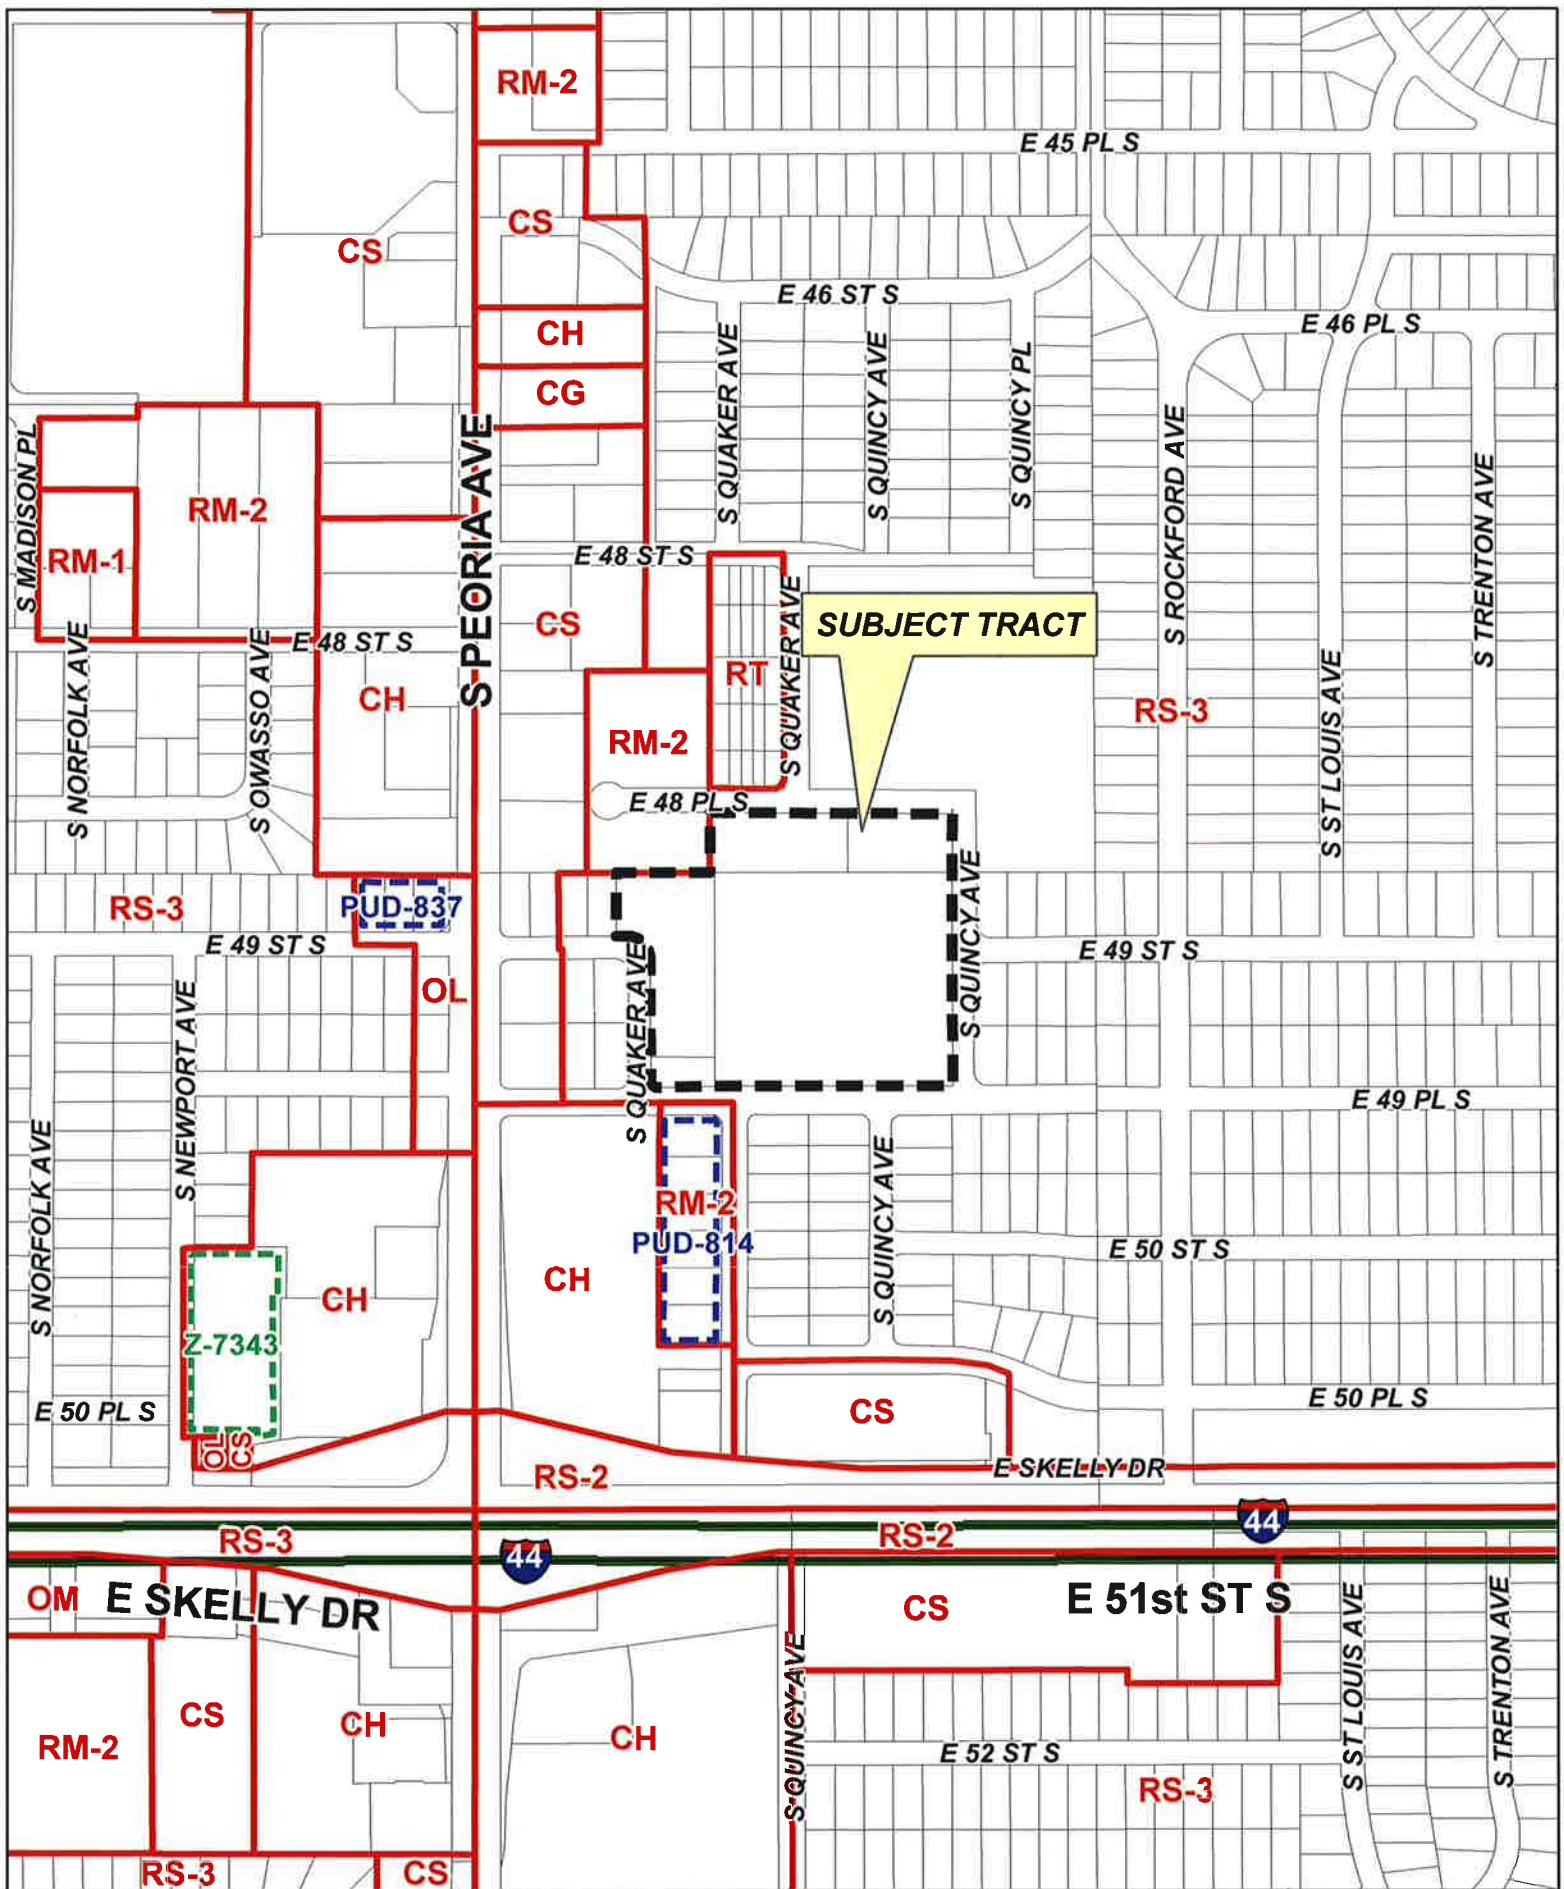 RM-2
E 45 PL S
CS
CS
E 46 ST S
E 46 PL S
CH
CG
S QUAKER AVE
S QUINCY AVE
S QUINCY PL
S ROCKFORD AVE
S MADISON PL
S PEORIA AVE
S TRENTON AVE
RM-2
RM-1
E 48 ST S
S QUAKER AVE
SUBJECT TRACT
CS
S NORFOLK AVE
S OWASSO AVE
E 48 ST S
CH
RT
RM-2
RS-3
S ST LOUIS AVE
E 48 PL S
RS-3
PUD-837
S QUINCY AVE
E 49 ST S
E 49 ST S
OL
S QUAKER AVE
S NEWPORT AVE
E 49 PL S
S NORFOLK AVE
S QUINCY AVE
RM-2
PUD-814
E 50 ST S
CH
CH
Z-7343
E 50 PL S
E 50 PL S
CS
OL
CS
RS-2
E SKELLY DR
44
RS-3
RS-2
44
OM
E SKELLY DR
CS
E 51st ST S
S QUINCY AVE
S ST LOUIS AVE
S TRENTON AVE
CS
CH
CH
RM-2
E 52 ST S
RS-3
RS-3
CS